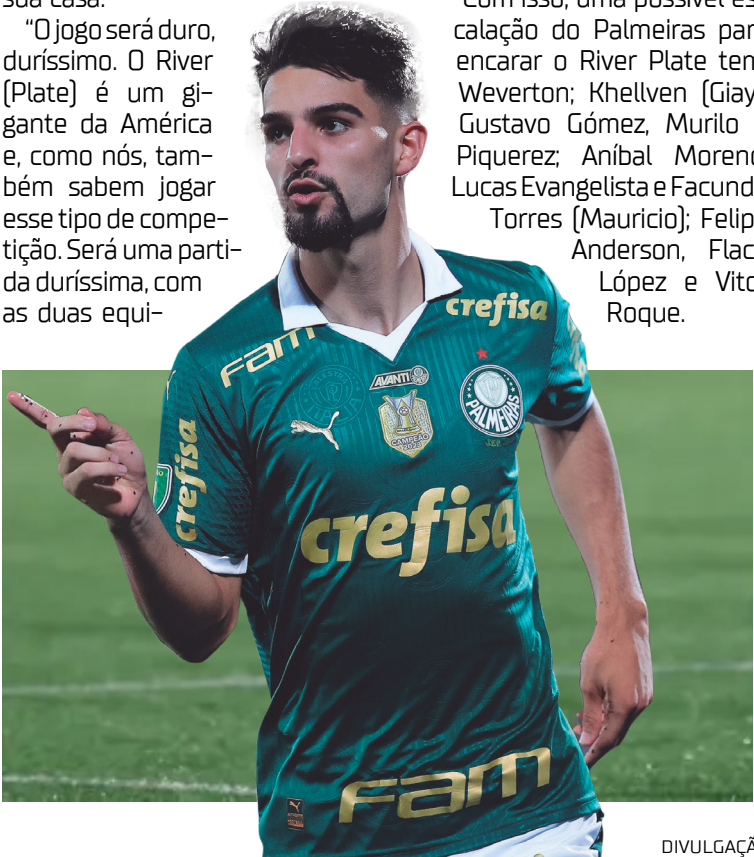 sua casa.
“O jogo será duro,
duríssimo. O River
(Plate) é um gi-
gante da América
e, como nós, tam-
bém sabem jogar
esse tipo de compe-
tição. Será uma parti-
da duríssima, com
as duas equi-
Com isso, uma possível es
calação do Palmeiras par
encarar o River Plate tem
Weverton; Khellven (Giay
Gustavo Gómez, Murilo
Piquerez; Aníbal Moreno
Lucas Evangelista e Facund
Torres (Mauricio); Felip
Anderson, Flac
López e Vito
Roque.
crefisa
Fam
AVANTI
CAMPEÃO
2023
PALMEIRAS
S.E.P.
crefisa
crefisa
Fam
DIVULGAÇÃ